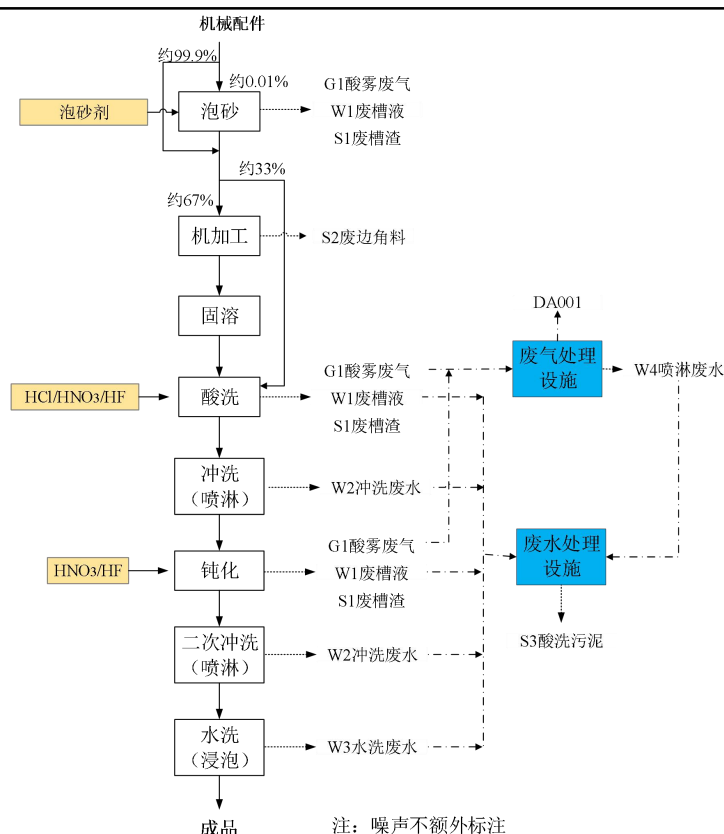 机械配件
约99.9%
约0.01%
泡砂剂
泡砂
G1酸雾废气
W1废槽液
S1废槽渣
约33%
约67%
机加工
S2废边角料
固溶
DA001
废气处理
设施
W4喷淋废水
HCl/HNO3/HF
酸洗
G1酸雾废气
W1废槽液
S1废槽渣
冲洗
（喷淋）
W2冲洗废水
废水处理
设施
HNO3/HF
钝化
G1酸雾废气
W1废槽液
S1废槽渣
S3酸洗污泥
二次冲洗
（喷淋）
W2冲洗废水
水洗
（浸泡）
W3水洗废水
成品
注：噪声不额外标注